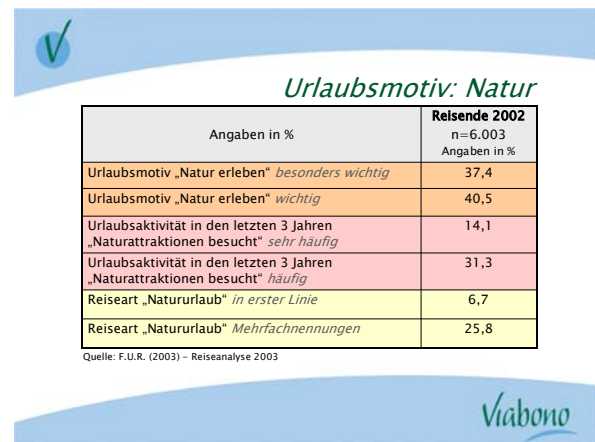 Urlaubsmotiv: Natur
Angaben in %
Reisende 2002
n=6.003
Angaben in %
Urlaubsmotiv „Natur erleben“ besonders wichtig 37,4
Urlaubsmotiv „Natur erleben“ wichtig 40,5
Urlaubsaktivität in den letzten 3 Jahren
„Naturattraktionen besucht“ sehr häufig 14,1
Urlaubsaktivität in den letzten 3 Jahren
„Naturattraktionen besucht“ häufig 31,3
Reiseart „Natururlaub“ in erster Linie 6,7
Reiseart „Natururlaub“ Mehrfachnennungen 25,8
Quelle: F.U.R. (2003) – Reiseanalyse 2003
Viabono